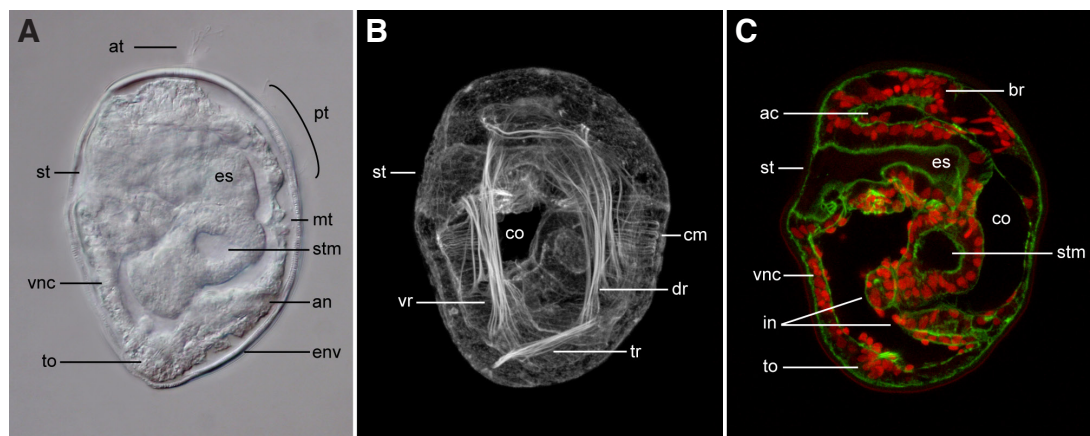 A
at
pt
st
es
mt
stm
vnc
an
to
env
B
st
co
cm
vr
dr
tr
C
br
ac
st
es
co
stm
vnc
in
to